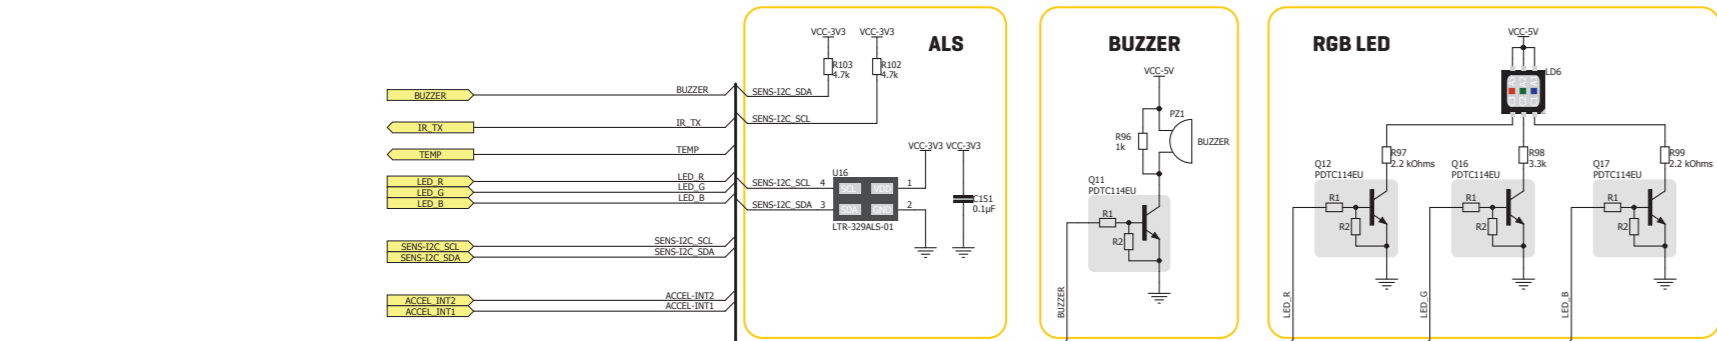 ALS
BUZZER
RGB LED
BUZZER
IR_TX
TEMP
LED_R
LED_G
LED_B
SENS-I2C_SCL
SENS-I2C_SDA
ACCEL_INT2
ACCEL_INT1
BUZZER
IR_TX
TEMP
LED_R
LED_G
LED_B
SENS-I2C_SCL
SENS-I2C_SDA
ACCEL-INT2
ACCEL-INT1
VCC-3V3
VCC-3V3
R103
4.7k
R102
4.7k
SENS-I2C_SDA
SENS-I2C_SCL
VCC-3V3
VCC-3V3
U16
SENS-I2C_SCL
4
SCL
VDD
1
SENS-I2C_SDA
3
SDA
GND
2
LTR-329ALS-01
C151
0.1µF
VCC-5V
PZ1
R96
1k
BUZZER
Q11
PDTC114EU
R1
R2
BUZZER
VCC-5V
LD6
R97
2.2 kOhms
R98
3.3k
R99
2.2 kOhms
Q12
PDTC114EU
R1
R2
LED_R
Q16
PDTC114EU
R1
R2
LED_G
Q17
PDTC114EU
R1
R2
LED_B